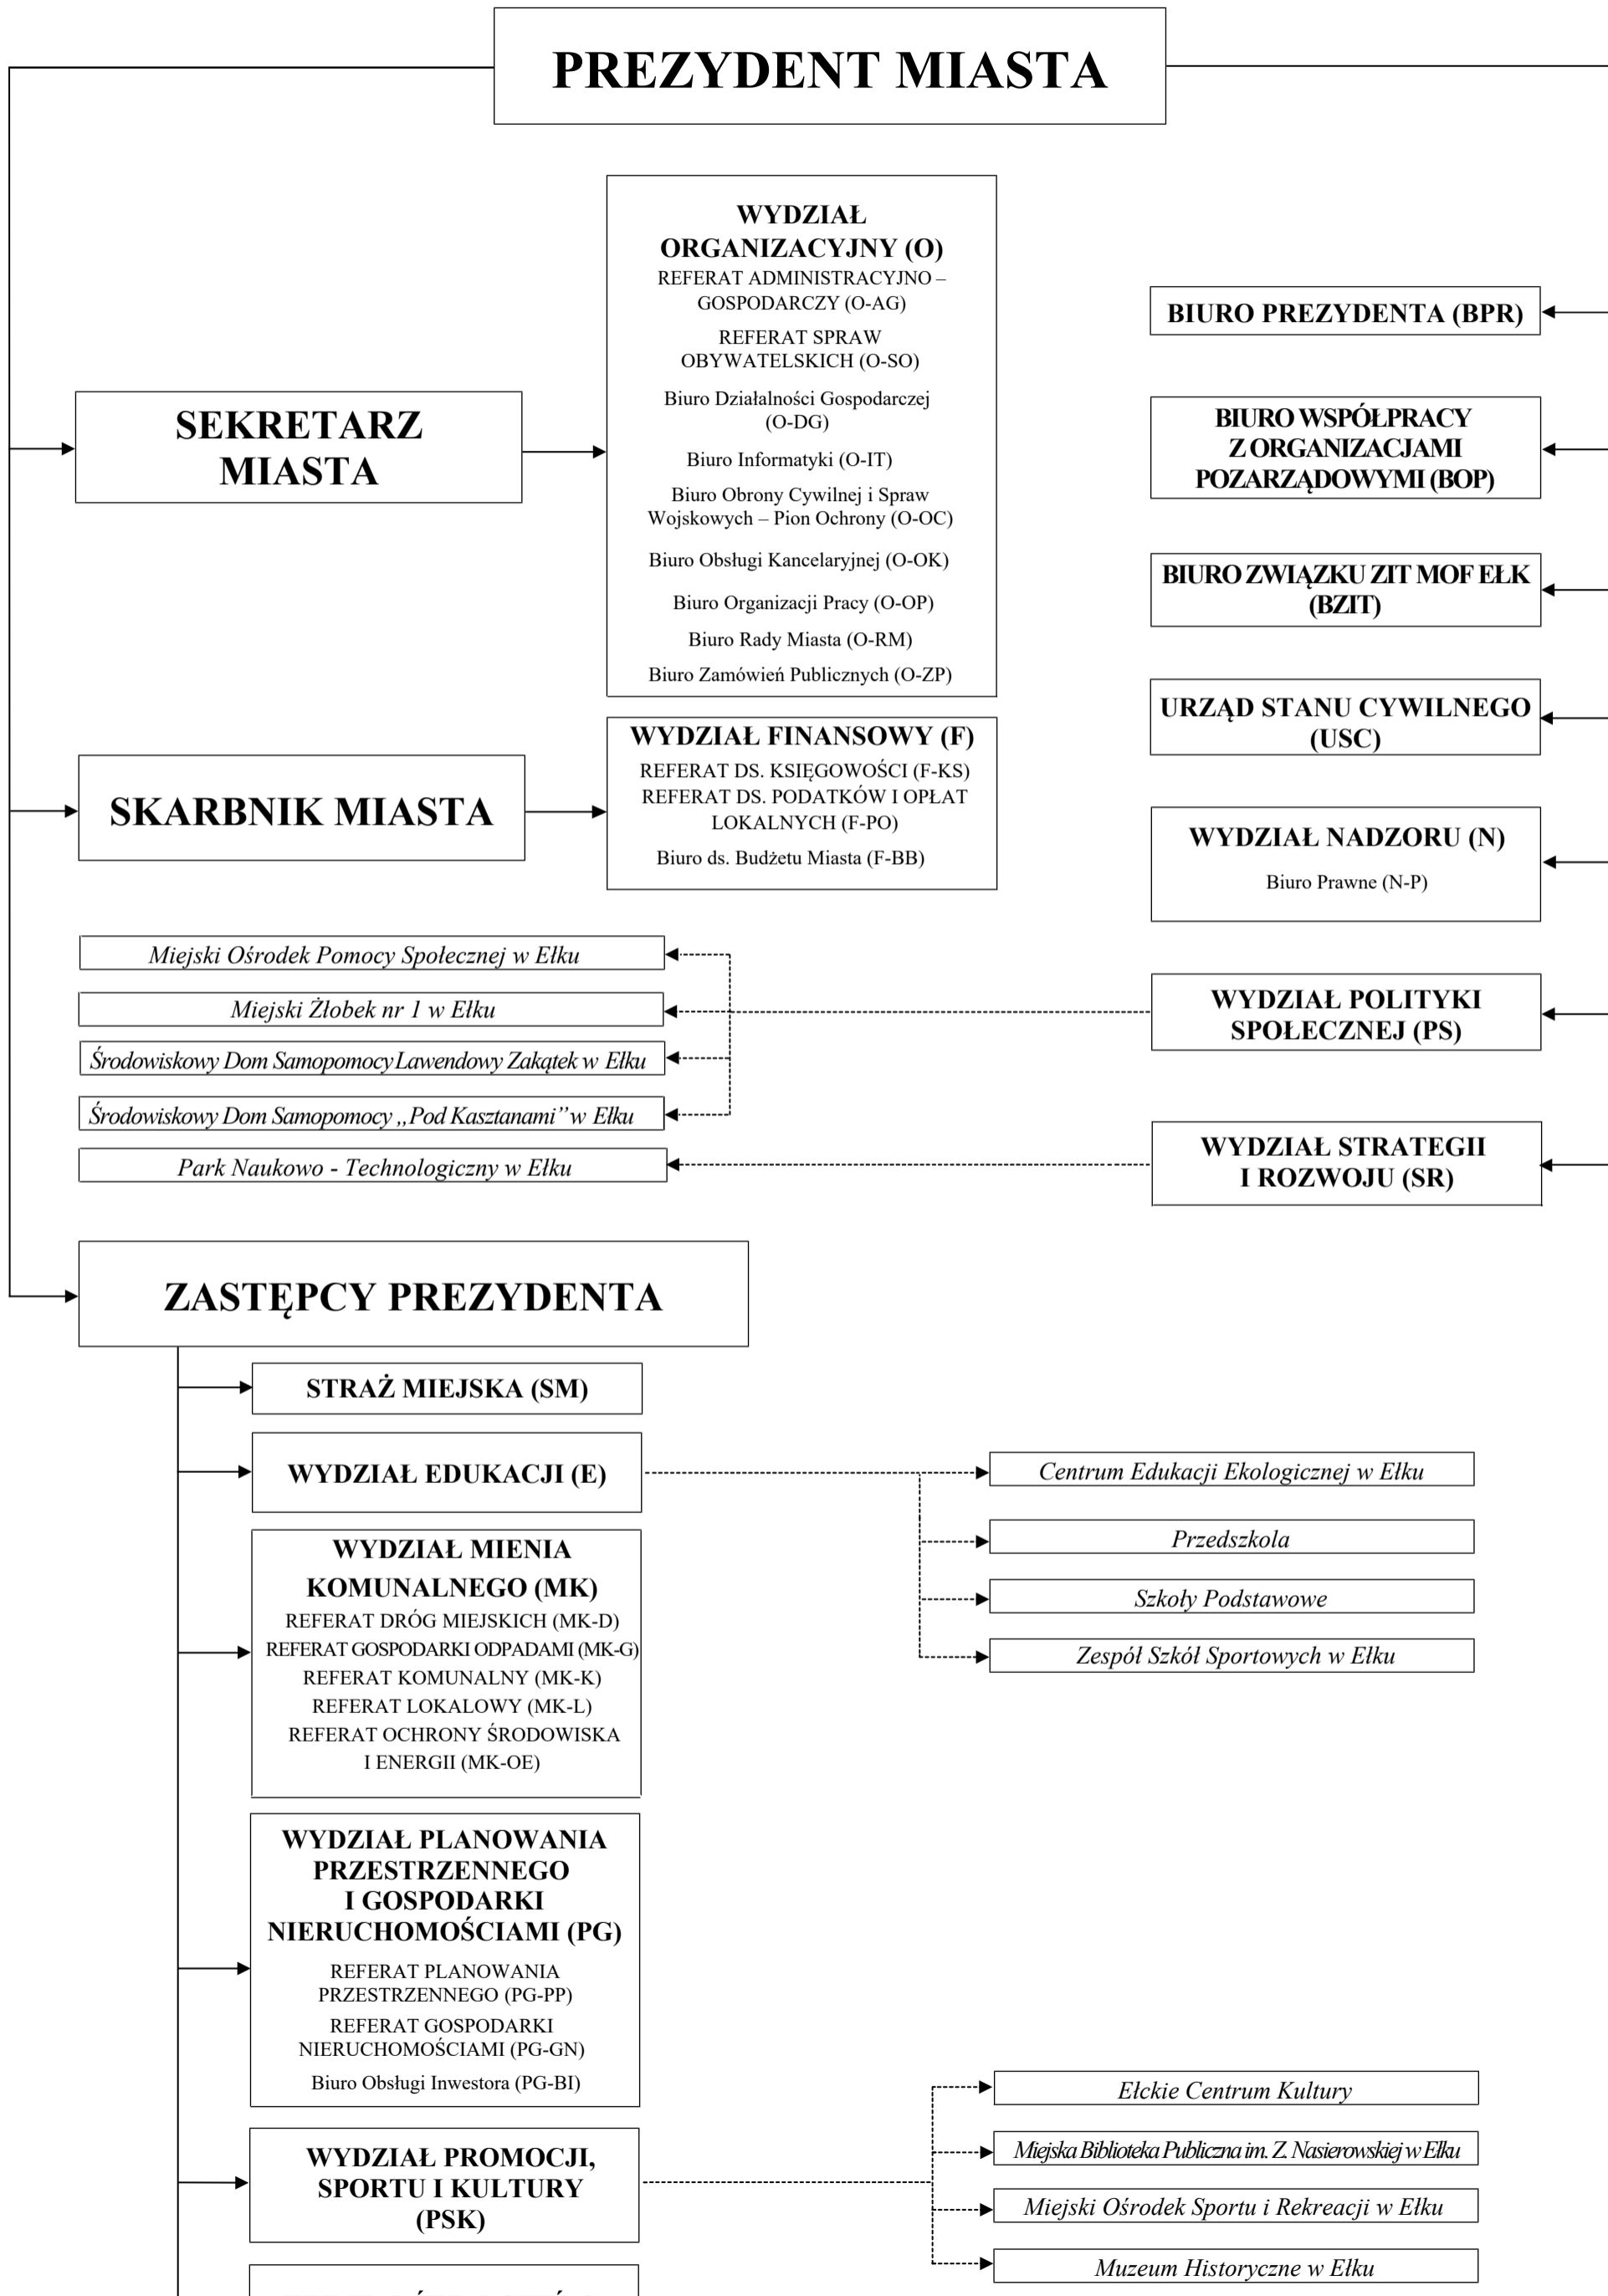 PREZYDENT MIASTA
WYDZIAŁ
ORGANIZACYJNY (O)
REFERAT ADMINISTRACYJNO –
GOSPODARCZY (O-AG)
REFERAT SPRAW
OBYWATELSKICH (O-SO)
Biuro Działalności Gospodarczej
(O-DG)
Biuro Informatyki (O-IT)
Biuro Obrony Cywilnej i Spraw
Wojskowych – Pion Ochrony (O-OC)
Biuro Obsługi Kancelaryjnej (O-OK)
Biuro Organizacji Pracy (O-OP)
Biuro Rady Miasta (O-RM)
Biuro Zamówień Publicznych (O-ZP)
SEKRETARZ
MIASTA
BIURO PREZYDENTA (BPR)
BIURO WSPÓŁPRACY
Z ORGANIZACJAMI
POZARZĄDOWYMI (BOP)
BIURO ZWIĄZKU ZIT MOF EŁK
(BZIT)
URZĄD STANU CYWILNEGO
(USC)
SKARBNIK MIASTA
WYDZIAŁ FINANSOWY (F)
REFERAT DS. KSIĘGOWOŚCI (F-KS)
REFERAT DS. PODATKÓW I OPŁAT
LOKALNYCH (F-PO)
Biuro ds. Budżetu Miasta (F-BB)
WYDZIAŁ NADZORU (N)
Biuro Prawne (N-P)
Miejski Ośrodek Pomocy Społecznej w Ełku
Miejski Żłobek nr 1 w Ełku
Środowiskowy Dom Samopomocy Lawendowy Zakątek w Ełku
Środowiskowy Dom Samopomocy „Pod Kasztanami” w Ełku
Park Naukowo - Technologiczny w Ełku
WYDZIAŁ POLITYKI
SPOŁECZNEJ (PS)
WYDZIAŁ STRATEGII
I ROZWOJU (SR)
ZASTĘPCY PREZYDENTA
STRAŻ MIEJSKA (SM)
WYDZIAŁ EDUKACJI (E)
Centrum Edukacji Ekologicznej w Ełku
Przedszkola
Szkoły Podstawowe
Zespół Szkół Sportowych w Ełku
WYDZIAŁ MIENIA
KOMUNALNEGO (MK)
REFERAT DRÓG MIEJSKICH (MK-D)
REFERAT GOSPODARKI ODPADAMI (MK-G)
REFERAT KOMUNALNY (MK-K)
REFERAT LOKALOWY (MK-L)
REFERAT OCHRONY ŚRODOWISKA
I ENERGII (MK-OE)
WYDZIAŁ PLANOWANIA
PRZESTRZENNEGO
I GOSPODARKI
NIERUCHOMOŚCIAMI (PG)
REFERAT PLANOWANIA
PRZESTRZENNEGO (PG-PP)
REFERAT GOSPODARKI
NIERUCHOMOŚCIAMI (PG-GN)
Biuro Obsługi Inwestora (PG-BI)
WYDZIAŁ PROMOCJI,
SPORTU I KULTURY
(PSK)
Ełckie Centrum Kultury
Miejska Biblioteka Publiczna im. Z. Nasierowskiej w Ełku
Miejski Ośrodek Sportu i Rekreacji w Ełku
Muzeum Historyczne w Ełku